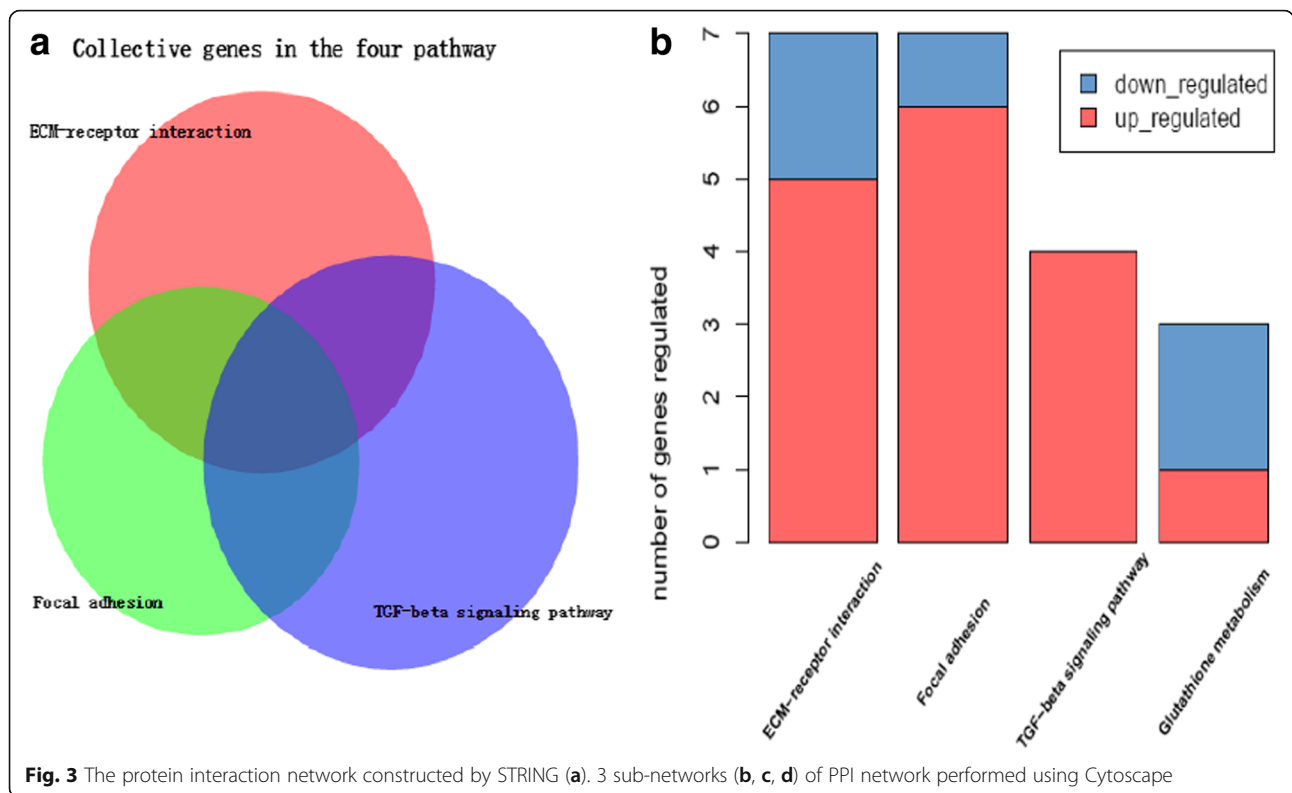 a Collective genes in the four pathway
ECM-receptor interaction
Focal adhesion
TGF-beta signaling pathway
b
down_regulated
up_regulated
number of genes regulated
7
6
5
4
3
2
1
0
ECM-receptor interaction
Focal adhesion
TGF-beta signaling pathway
Glutathione metabolism
Fig. 3 The protein interaction network constructed by STRING (a). 3 sub-networks (b, c, d) of PPI network performed using Cytoscape